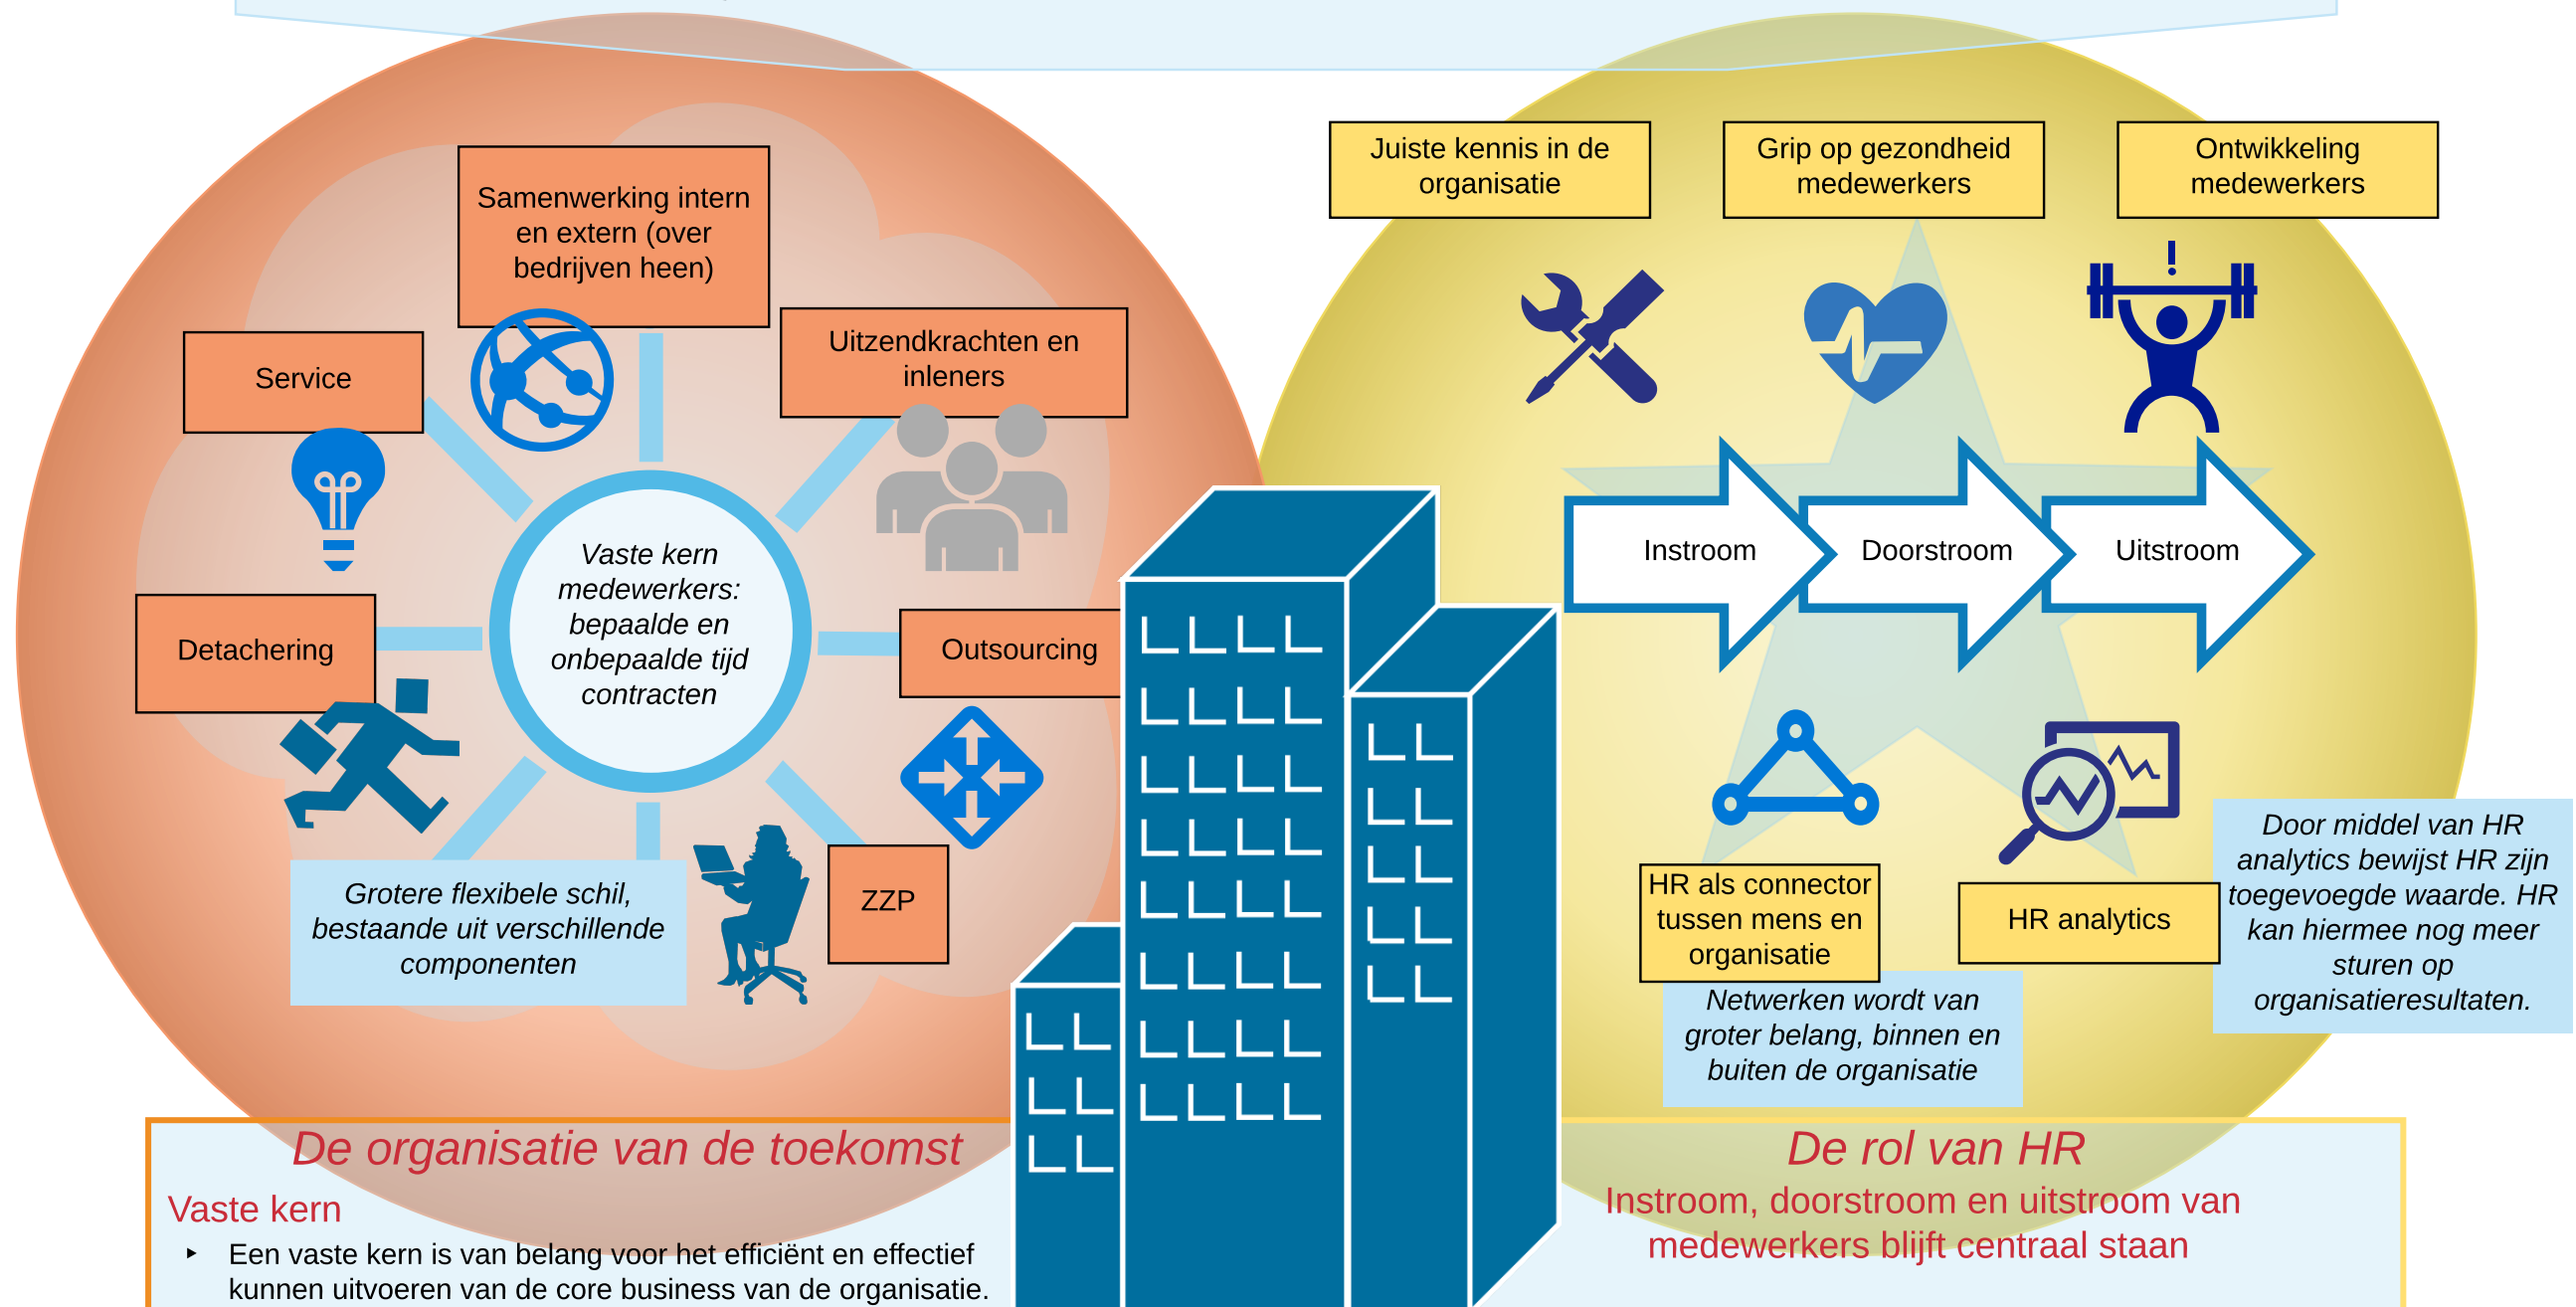 Samenwerking intern
en extern (over
bedrijven heen)
Service
Uitzendkrachten en
inleners
Vaste kern
medewerkers:
bepaalde en
onbepaalde tijd
contracten
Detachering
Outsourcing
Grotere flexibele schil,
bestaande uit verschillende
componenten
ZZP
Juiste kennis in de
organisatie
Grip op gezondheid
medewerkers
Ontwikkeling
medewerkers
Instroom
Doorstroom
Uitstroom
HR als connector
tussen mens en
organisatie
Netwerken wordt van
groter belang, binnen en
buiten de organisatie
HR analytics
Door middel van HR
analytics bewijst HR zijn
toegevoegde waarde. HR
kan hiermee nog meer
sturen op
organisatieresultaten.
De organisatie van de toekomst
Vaste kern
‣ Een vaste kern is van belang voor het efficiënt en effectief
kunnen uitvoeren van de core business van de organisatie.
De rol van HR
Instroom, doorstroom en uitstroom van
medewerkers blijft centraal staan